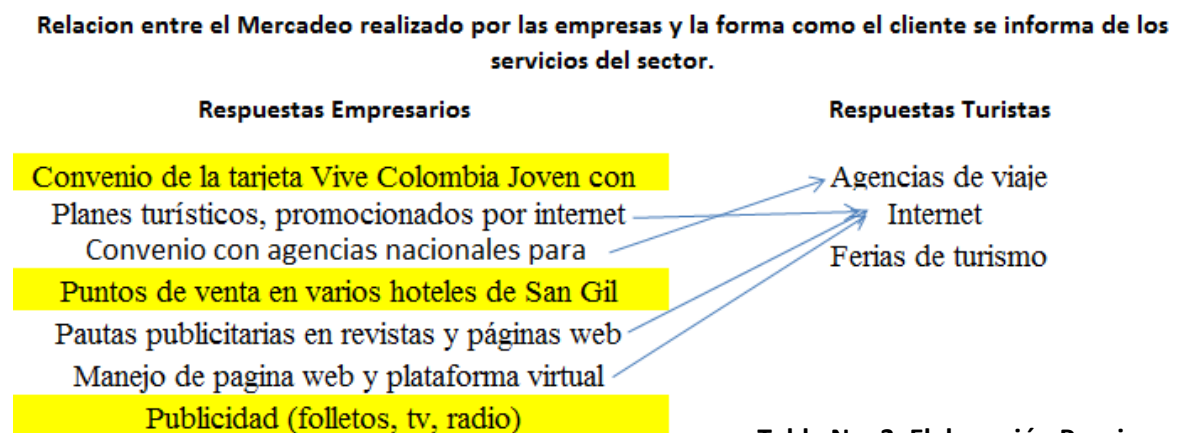 Relacion entre el Mercadeo realizado por las empresas y la forma como el cliente se informa de los
servicios del sector.
Respuestas Empresarios
Respuestas Turistas
Convenio de la tarjeta Vive Colombia Joven con
Agencias de viaje
Planes turísticos, promocionados por internet
Internet
Convenio con agencias nacionales para
Ferias de turismo
Puntos de venta en varios hoteles de San Gil
Pautas publicitarias en revistas y páginas web
Manejo de pagina web y plataforma virtual
Publicidad (folletos, tv, radio)
Elaboración